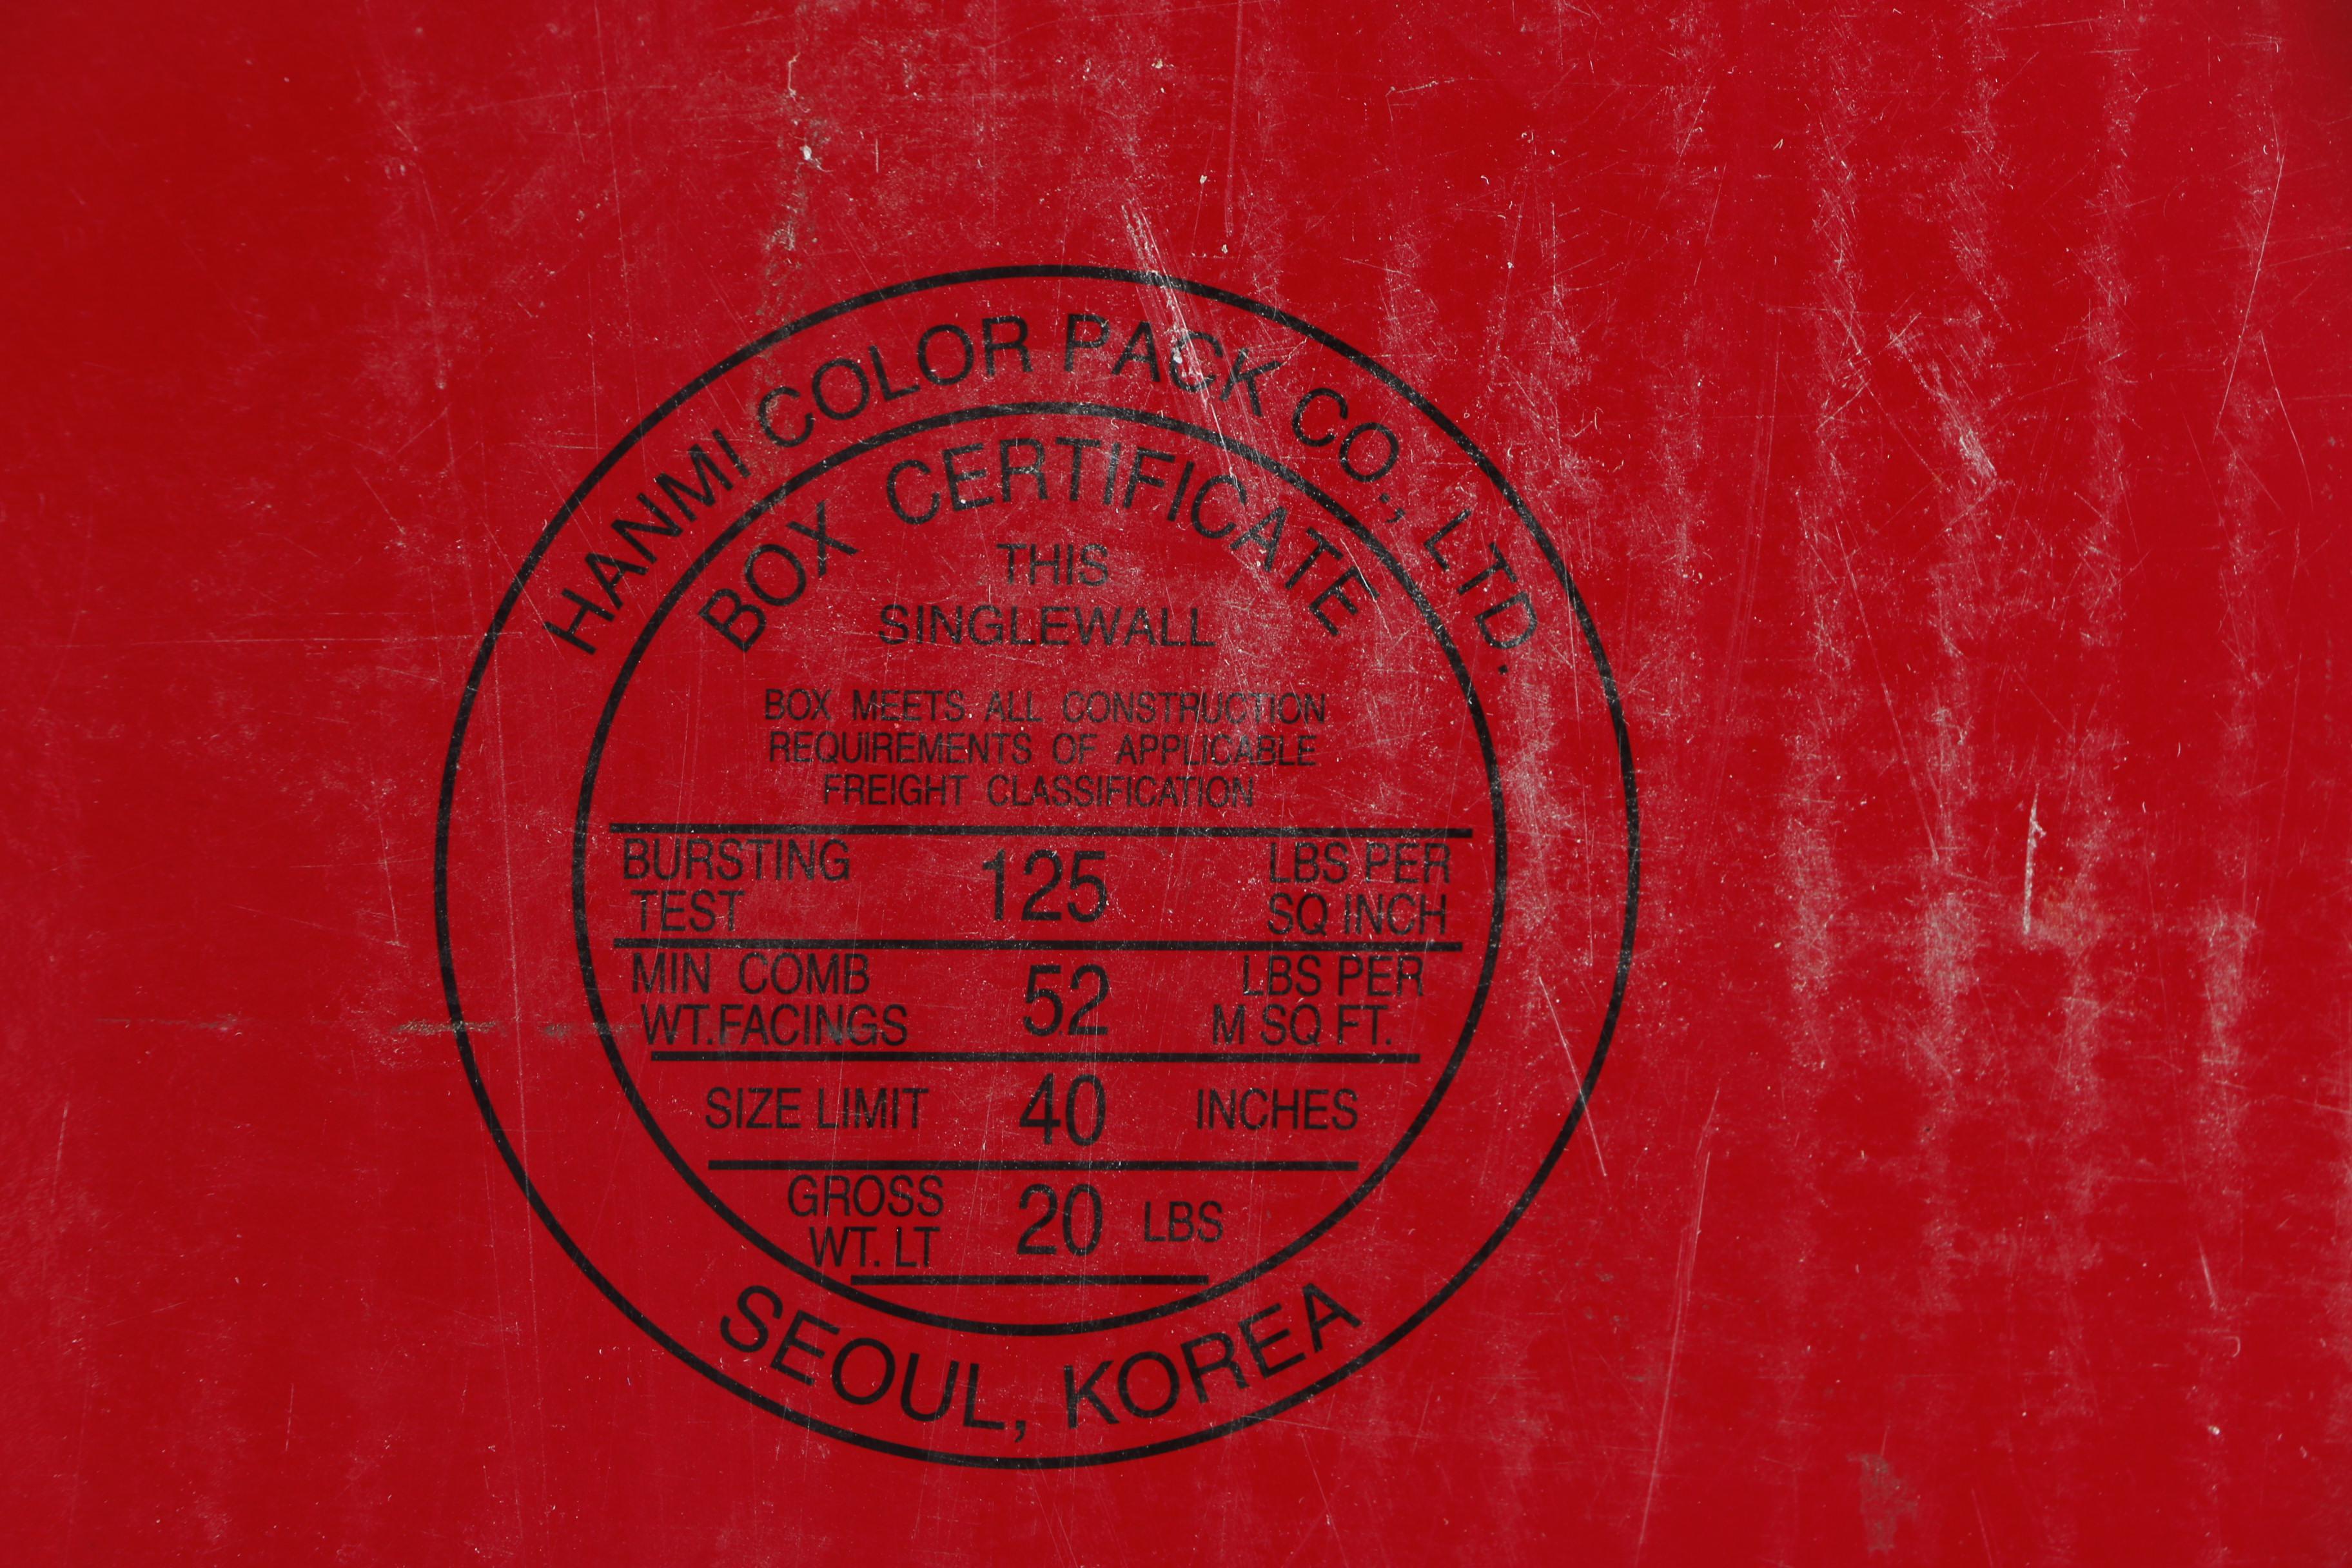 HANMI COLOR PACK CO., LTD.
BOX CERTIFICATE
THIS
SINGLEWALL
BOX MEETS ALL CONSTRUCTION
REQUIREMENTS OF APPLICABLE
FREIGHT CLASSIFICATION
BURSTING TEST 125 LBS PER SQ INCH
MIN COMB WT.FACINGS 52 LBS PER M SQ FT.
SIZE LIMIT 40 INCHES
GROSS WT. LT 20 LBS
SEOUL, KOREA